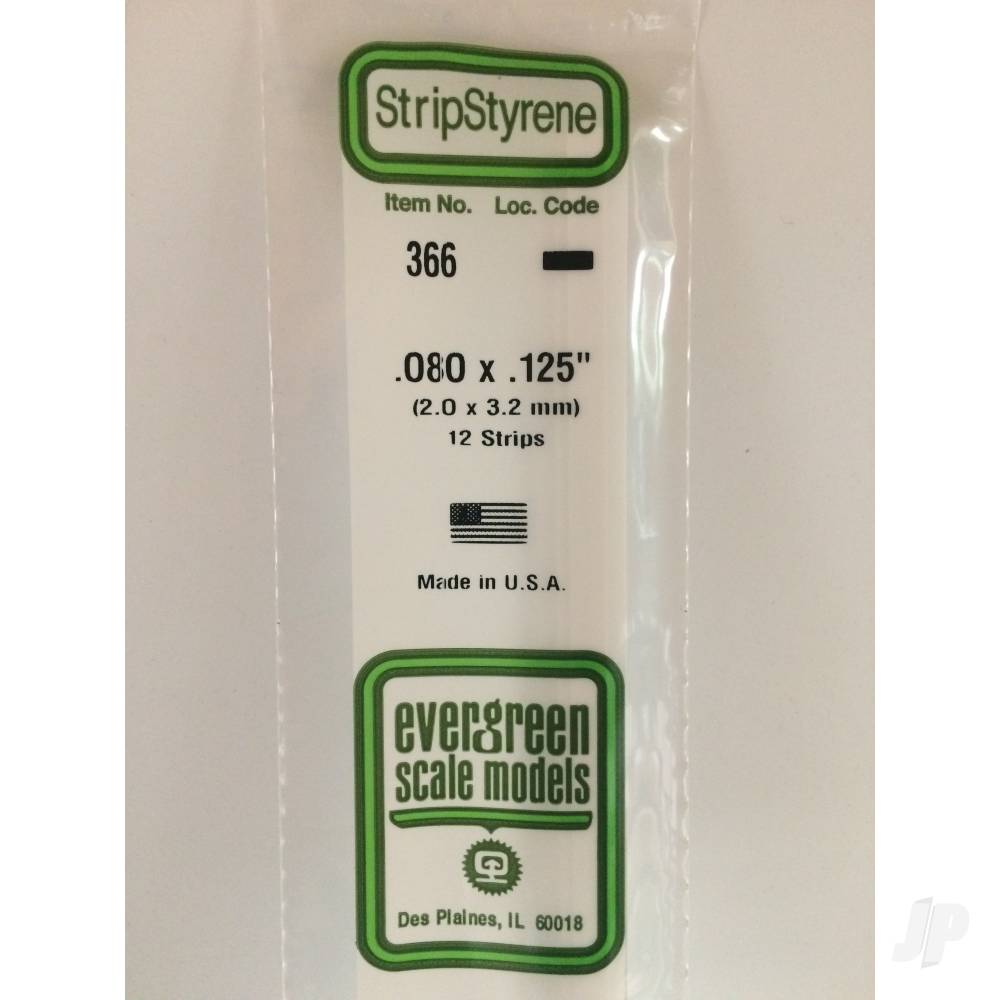 StripStyrene
Item No. Loc. Code
366
.080 x .125"
(2.0 x 3.2 mm)
12 Strips
Made in U.S.A.
evergreen
scale models
Des Plaines, IL 60018
JP